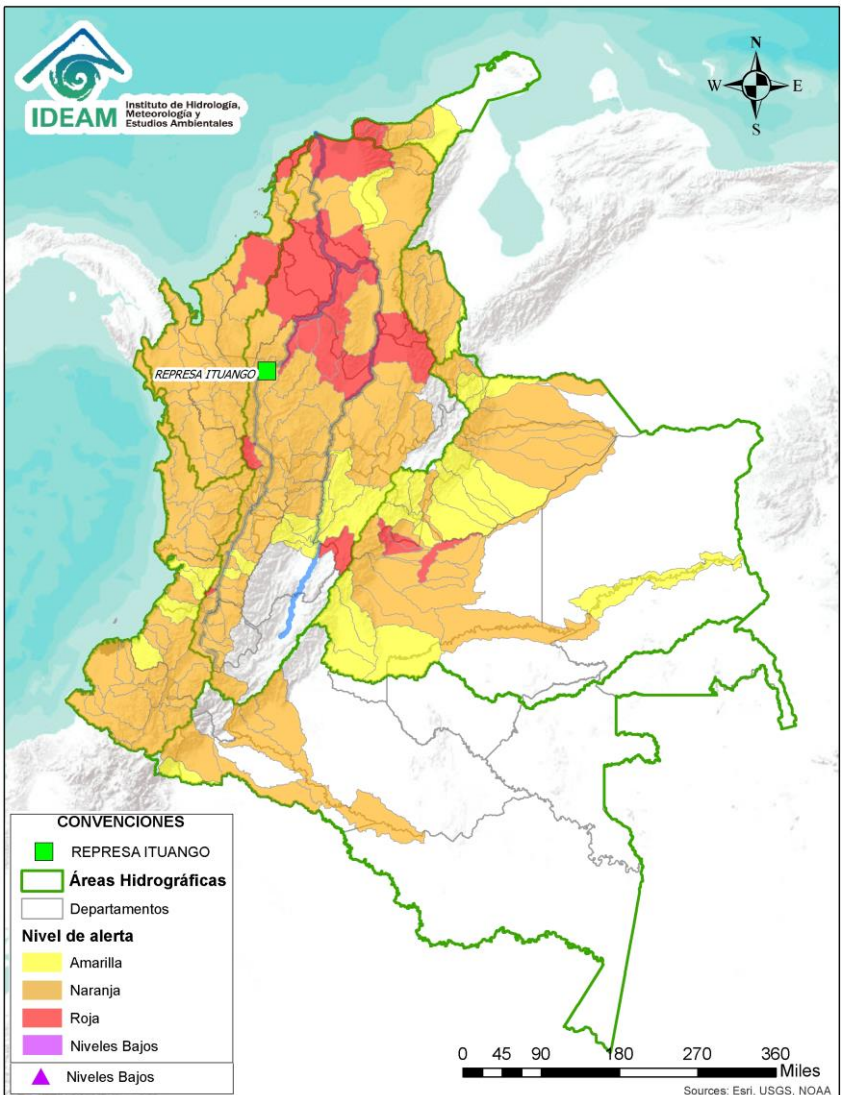 IDEAM
Instituto de Hidrología,
Meteorología y
Estudios Ambientales
N
W
E
S
REPRESA ITUANGO
CONVENCIONES
REPRESA ITUANGO
Áreas Hidrográficas
Departamentos
Nivel de alerta
Amarilla
Naranja
Roja
Niveles Bajos
Niveles Bajos
0 45 90 180 270 360
Miles
Sources: Esri, USGS, NOAA